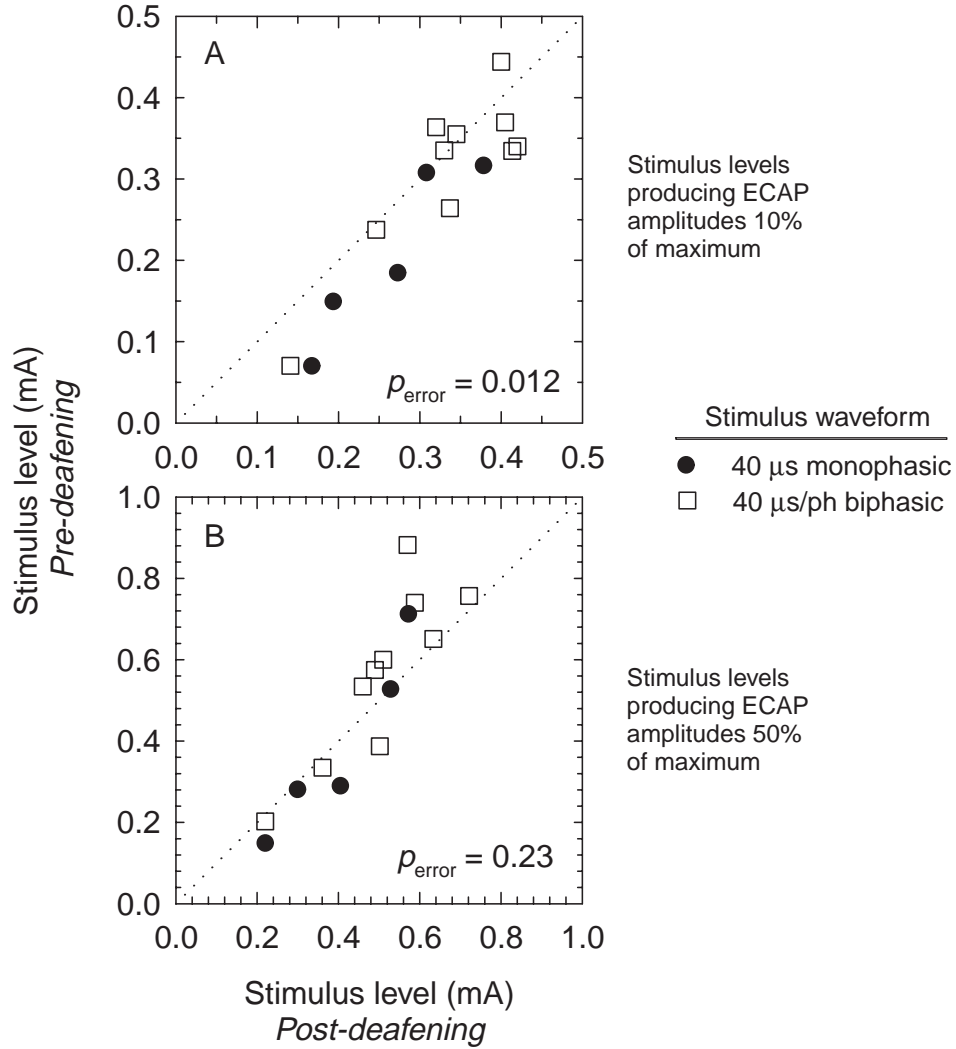 A
0.5
0.4
0.3
0.2
0.1
0.0
p error = 0.012
0.0 0.1 0.2 0.3 0.4 0.5
Stimulus levels
producing ECAP
amplitudes 10%
of maximum
Stimulus level (mA)
Pre-deafening
Stimulus waveform
40 μs monophasic
40 μs/ph biphasic
B
1.0
0.8
0.6
0.4
0.2
0.0
p error = 0.23
0.0 0.2 0.4 0.6 0.8 1.0
Stimulus levels
producing ECAP
amplitudes 50%
of maximum
Stimulus level (mA)
Post-deafening